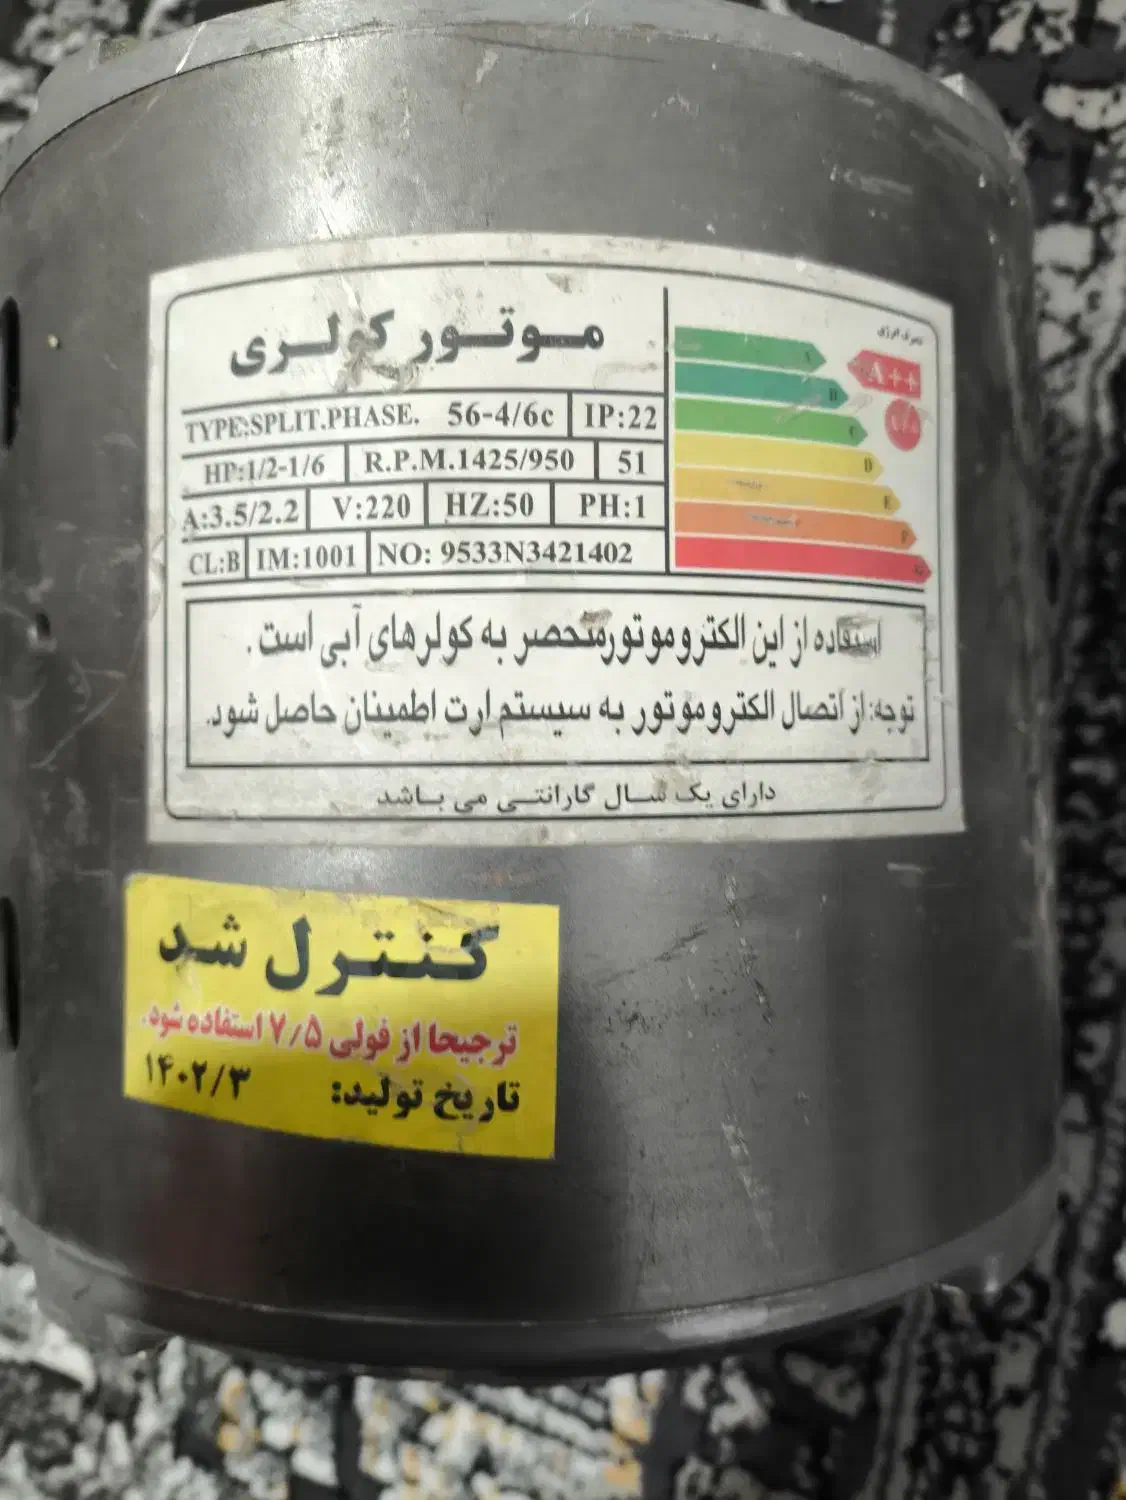 موتور کولری
TYPE:SPLIT.PHASE. 56-4/6c IP:22
HP:1/2-1/6 R.P.M.1425/950 51
A:3.5/2.2 V:220 HZ:50 PH:1
CL:B IM:1001 NO: 9533N3421402
مصرف انرژی
A++
A
B
C
D
E
F
G
استفاده از این الکتروموتور منحصر به کولرهای آبی است .
توجه: از اتصال الکتروموتور به سیستم ارت اطمینان حاصل شود.
دارای یک سال گارانتی می باشد
کنترل شد
ترجیحا از فولی ۷/۵ استفاده شود.
تاریخ تولید: ۱۴۰۲/۳